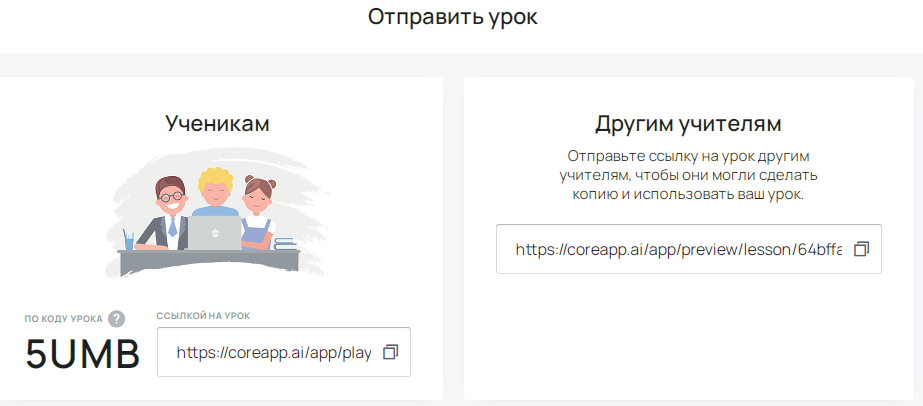 Отправить урок
Ученикам
ПО КОДУ УРОКА ?
5UMB
ССЫЛКОЙ НА УРОК
https://coreapp.ai/app/play
Другим учителям
Отправьте ссылку на урок другим
учителям, чтобы они могли сделать
копию и использовать ваш урок.
https://coreapp.ai/app/preview/lesson/64bffa